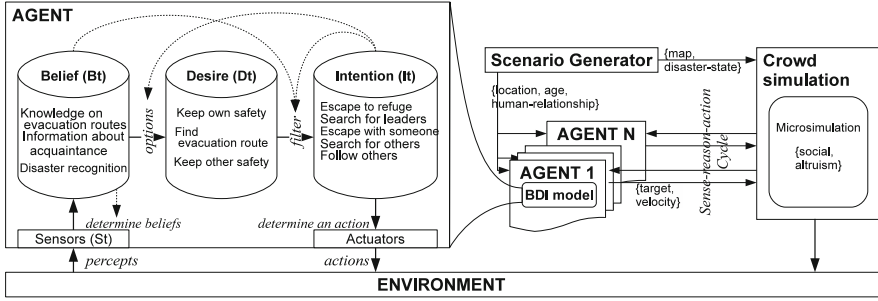 AGENT
Belief (Bt)
Knowledge on
evacuation routes
Information about
acquaintance
Disaster recognition
options
Desire (Dt)
Keep own safety
Find
evacuation route
Keep other safety
filter
Intention (It)
Escape to refuge
Search for leaders
Escape with someone
Search for others
Follow others
determine beliefs
determine an action
Sensors (St)
Actuators
percepts
actions
ENVIRONMENT
Scenario Generator
{map,
disaster-state}
{location, age,
human-relationship}
AGENT N
AGENT 1
BDI model
{target,
velocity}
Sense-reason-action
Cycle
Crowd
simulation
Microsimulation
{social,
altruism}